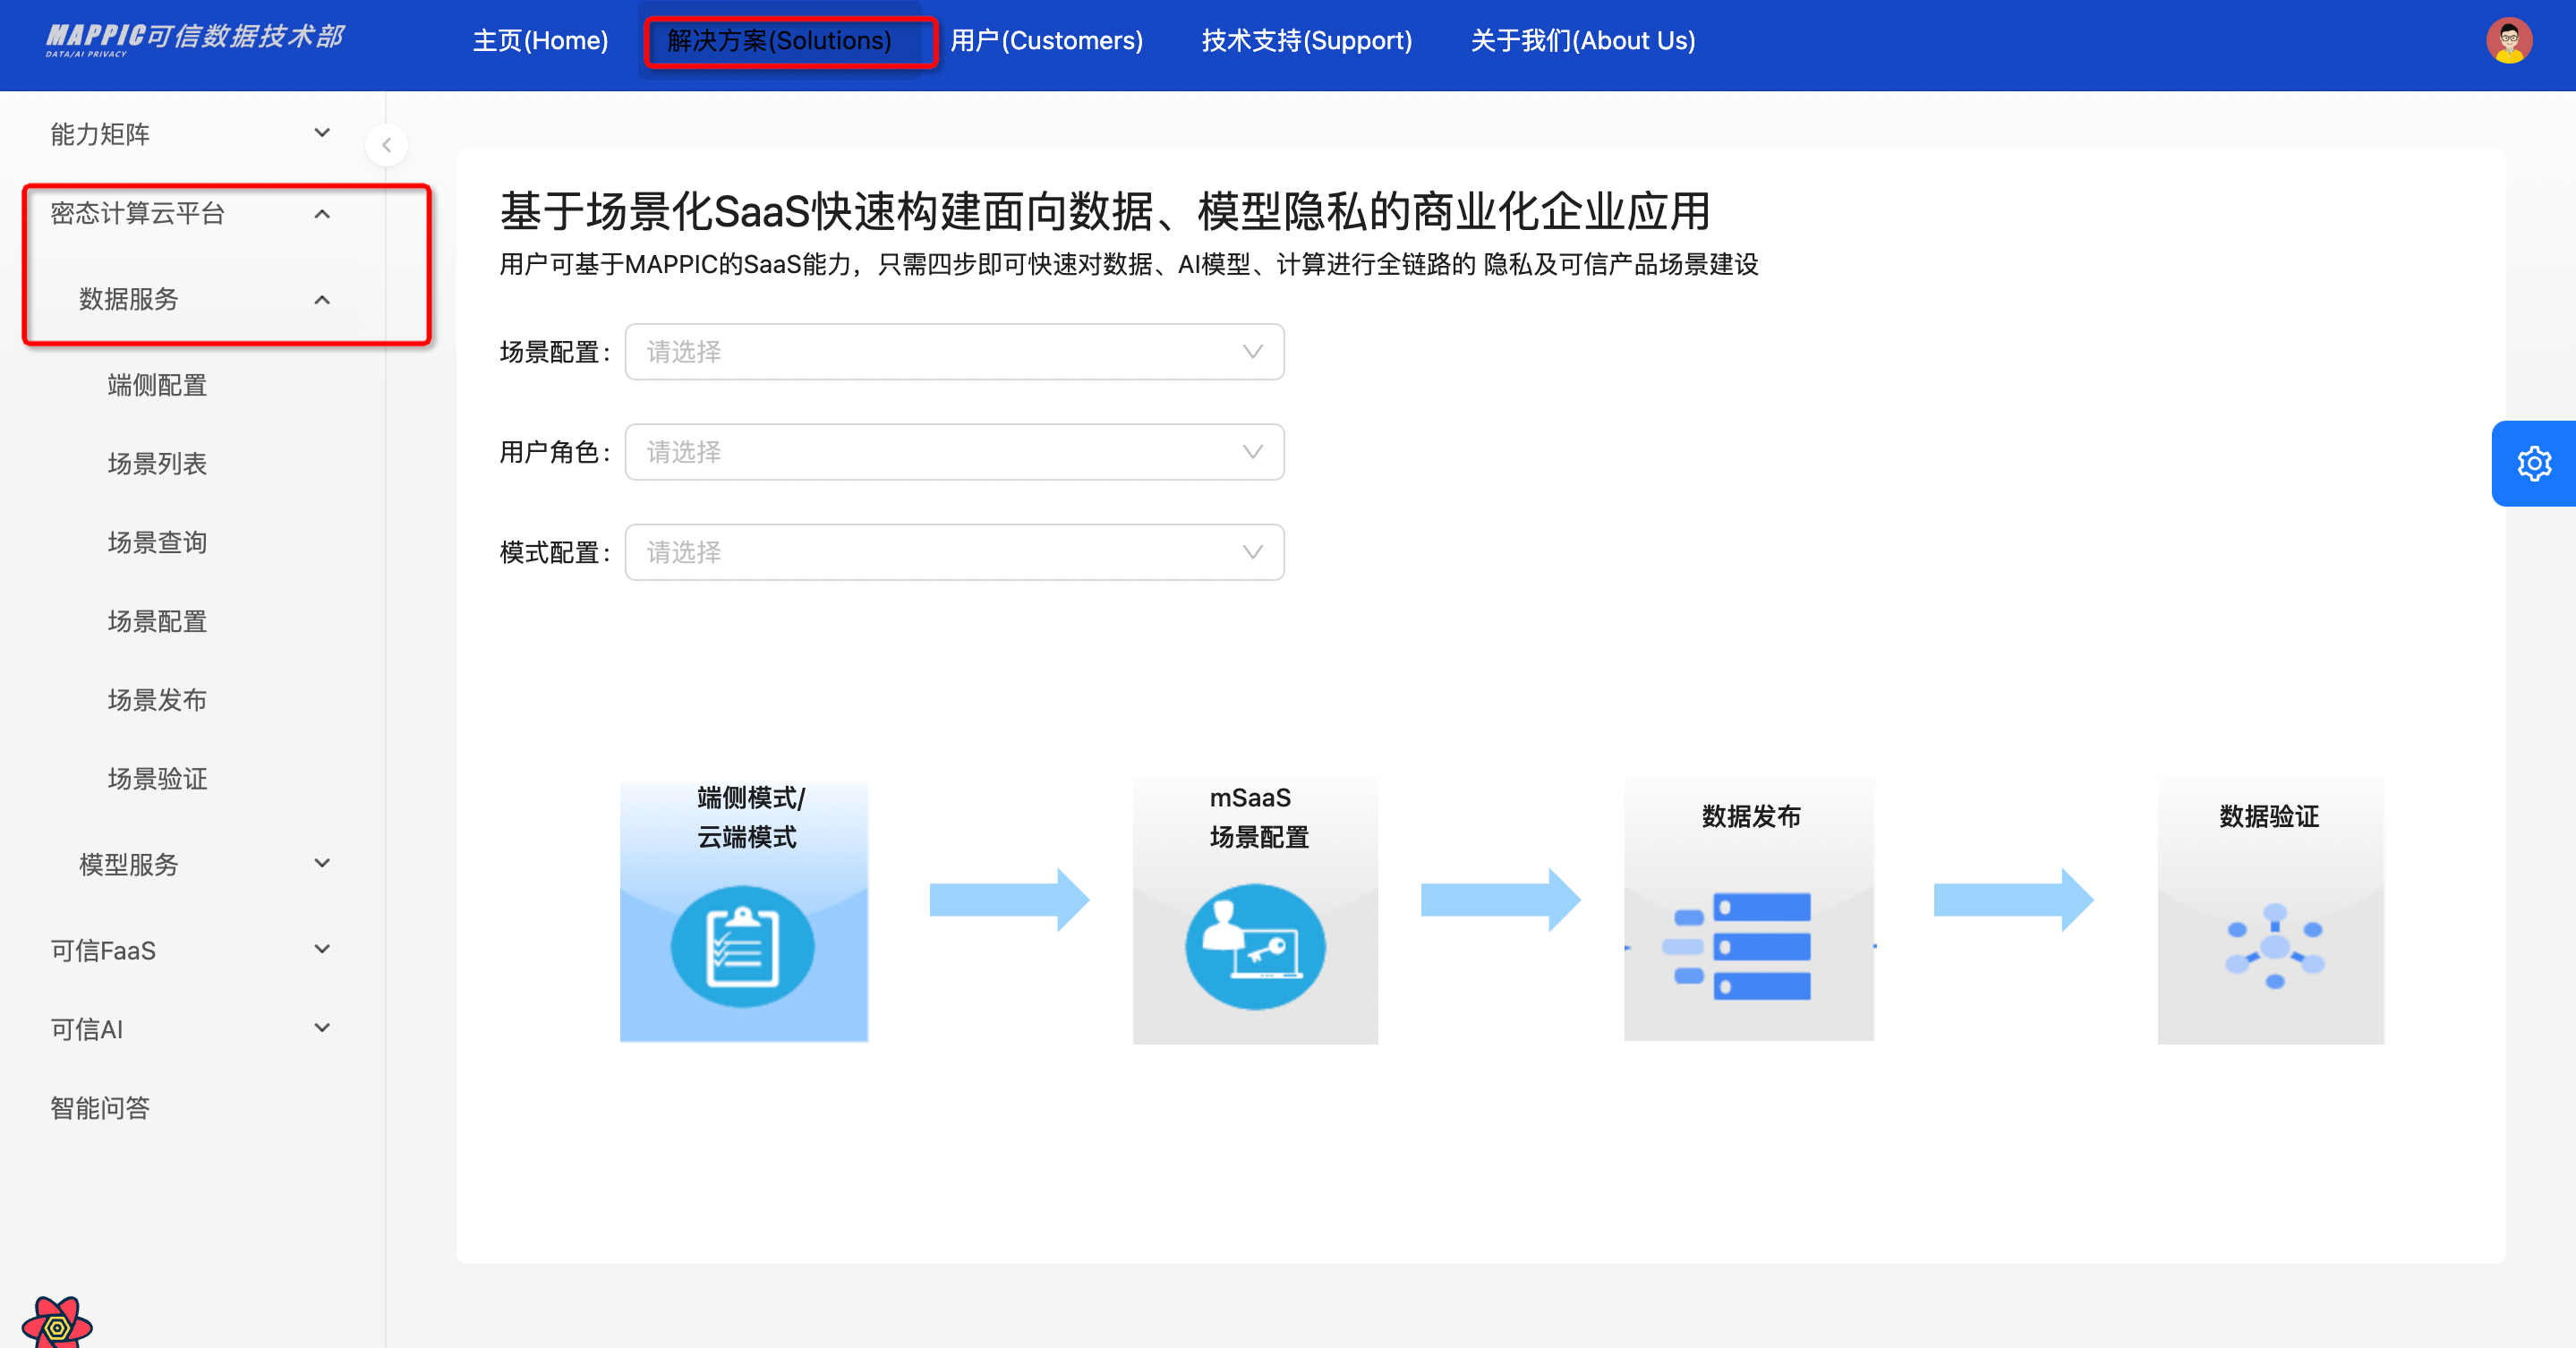 MAPPIC可信数据技术部
DATA/AI PRIVACY
主页(Home)
解决方案(Solutions)
用户(Customers)
技术支持(Support)
关于我们(About Us)
能力矩阵
密态计算云平台
数据服务
端侧配置
场景列表
场景查询
场景配置
场景发布
场景验证
模型服务
可信FaaS
可信AI
智能问答
基于场景化SaaS快速构建面向数据、模型隐私的商业化企业应用
用户可基于MAPPIC的SaaS能力，只需四步即可快速对数据、AI模型、计算进行全链路的 隐私及可信产品场景建设
场景配置： 请选择
用户角色： 请选择
模式配置： 请选择
端侧模式/
云端模式
mSaaS
场景配置
数据发布
数据验证